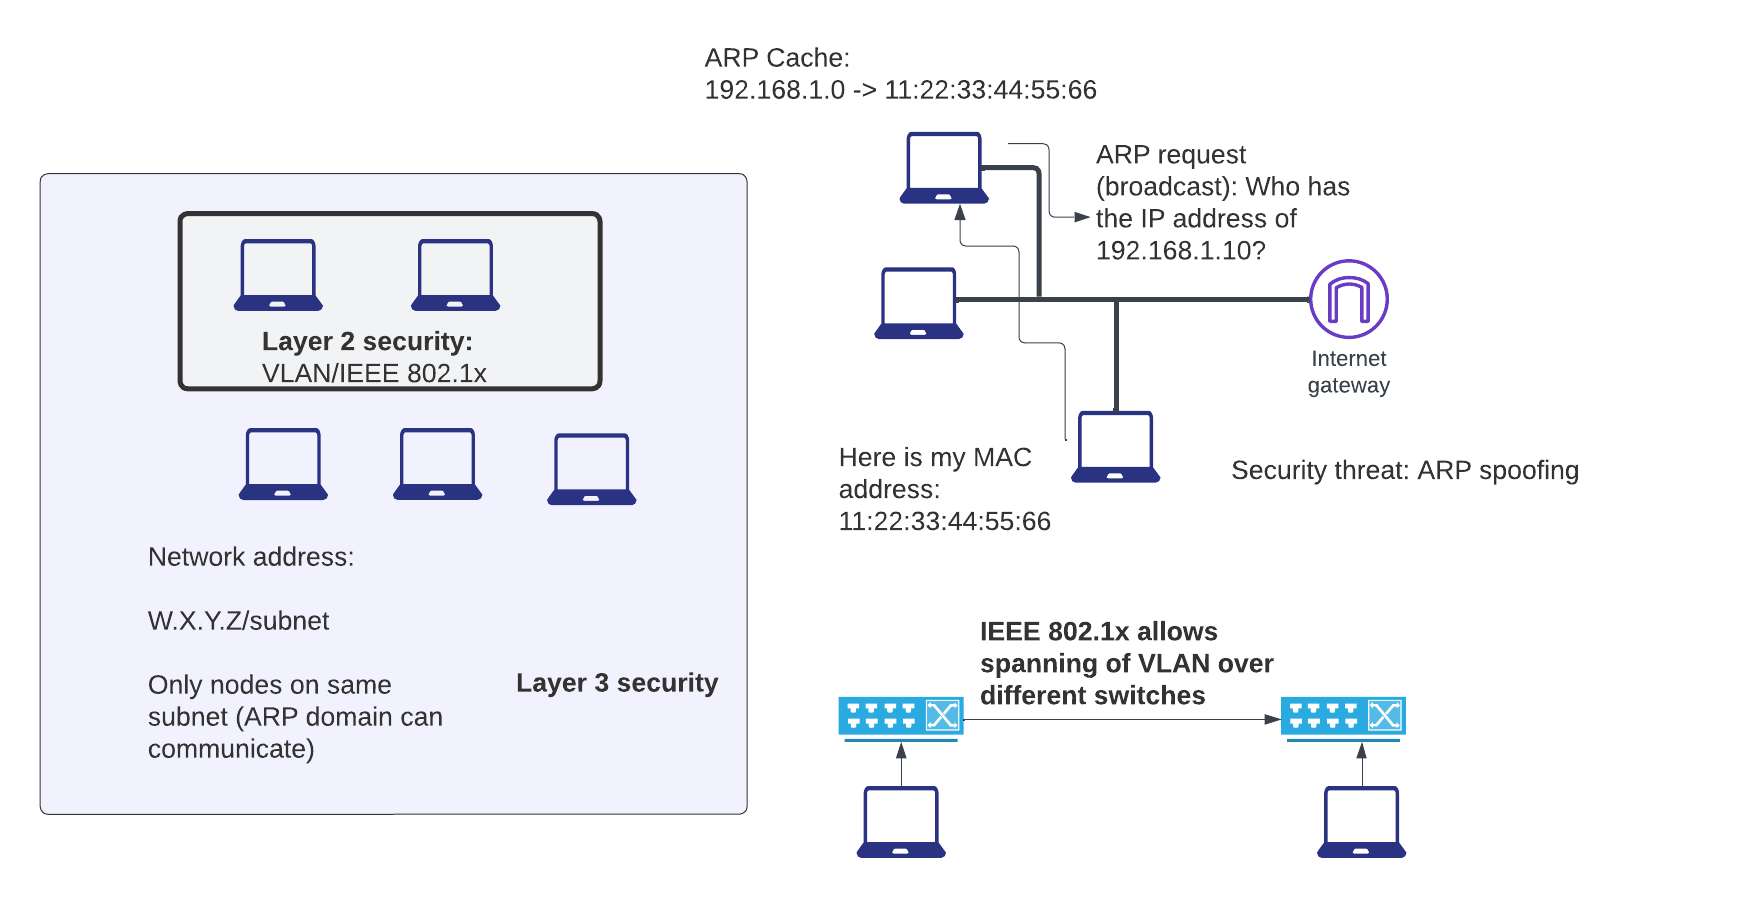 ARP Cache:
192.168.1.0 -> 11:22:33:44:55:66
ARP request
(broadcast): Who has
the IP address of
192.168.1.10?
Layer 2 security:
VLAN/IEEE 802.1x
Internet
gateway
Here is my MAC
address:
11:22:33:44:55:66
Security threat: ARP spoofing
Network address:
W.X.Y.Z/subnet
Only nodes on same
subnet (ARP domain can
communicate)
Layer 3 security
IEEE 802.1x allows
spanning of VLAN over
different switches